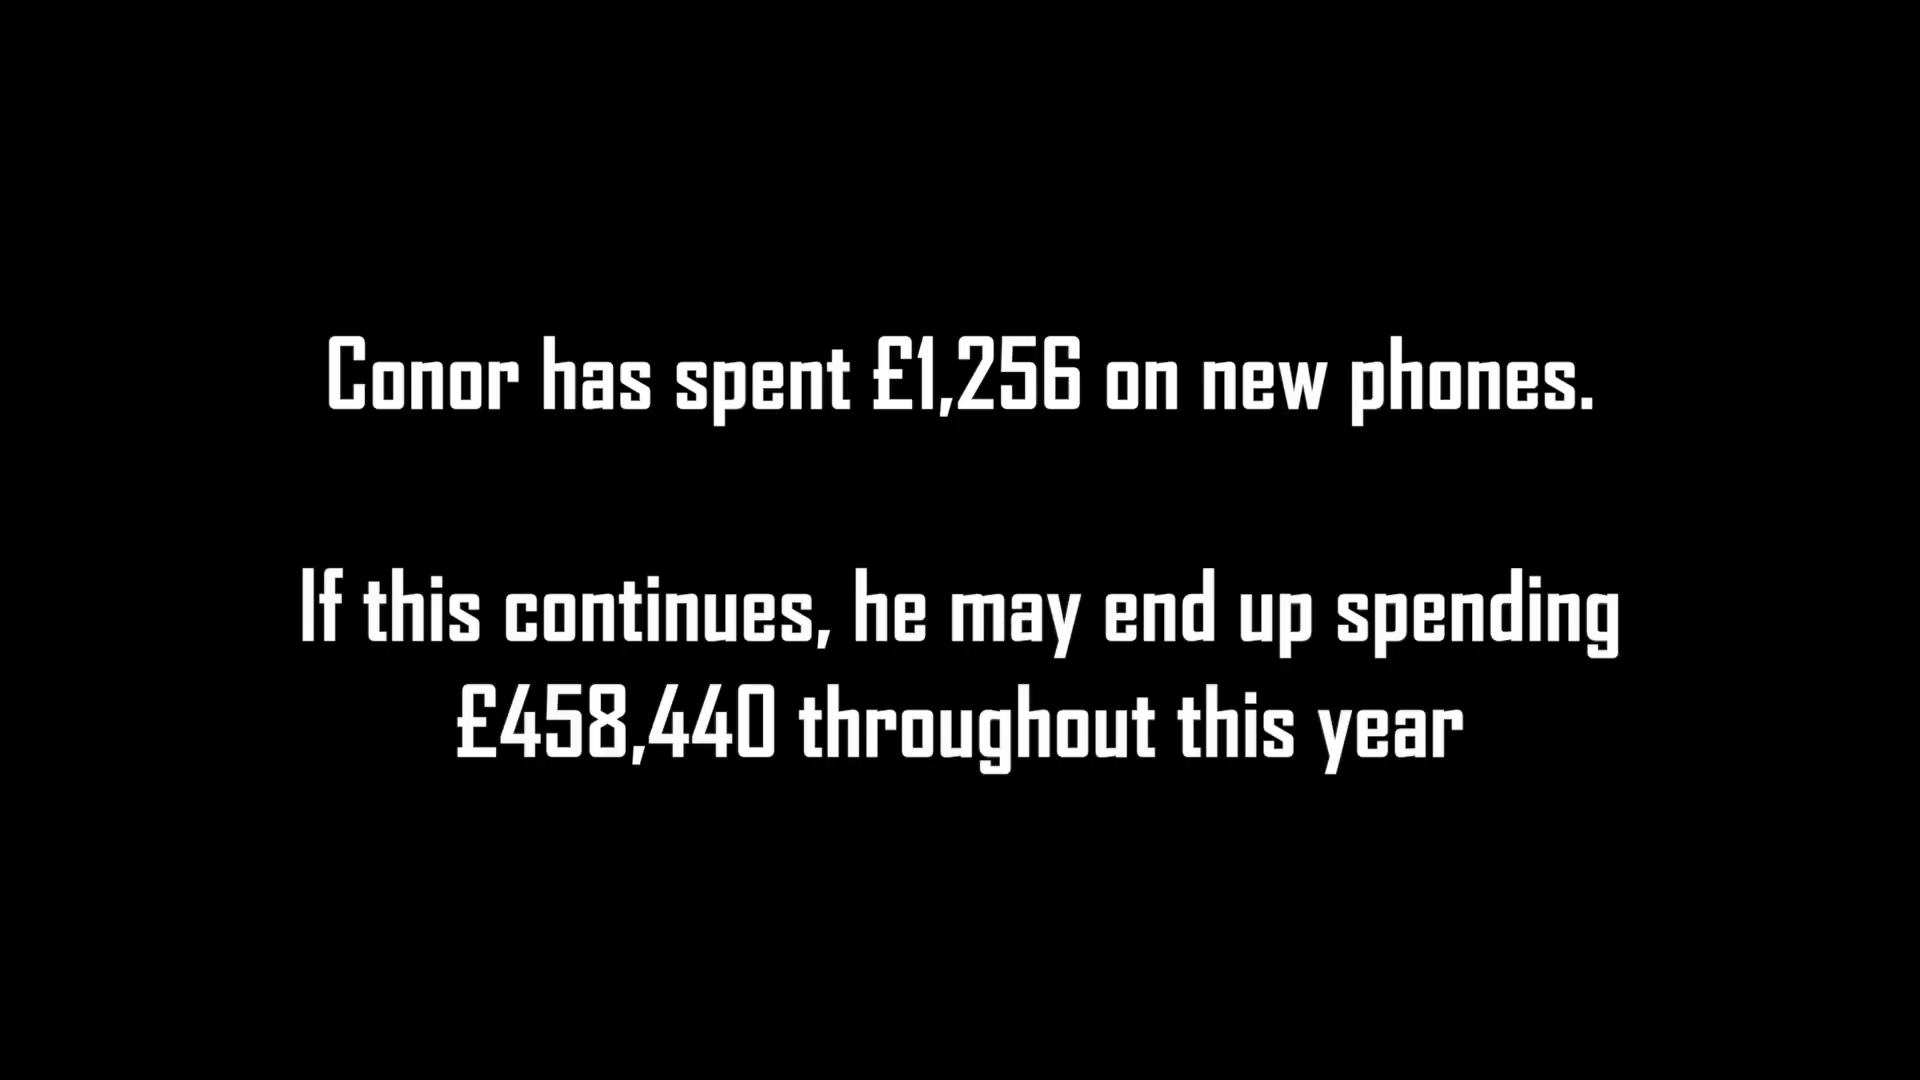 Conor has spent £1,256 on new phones.
If this continues, he may end up spending
£458,440 throughout this year